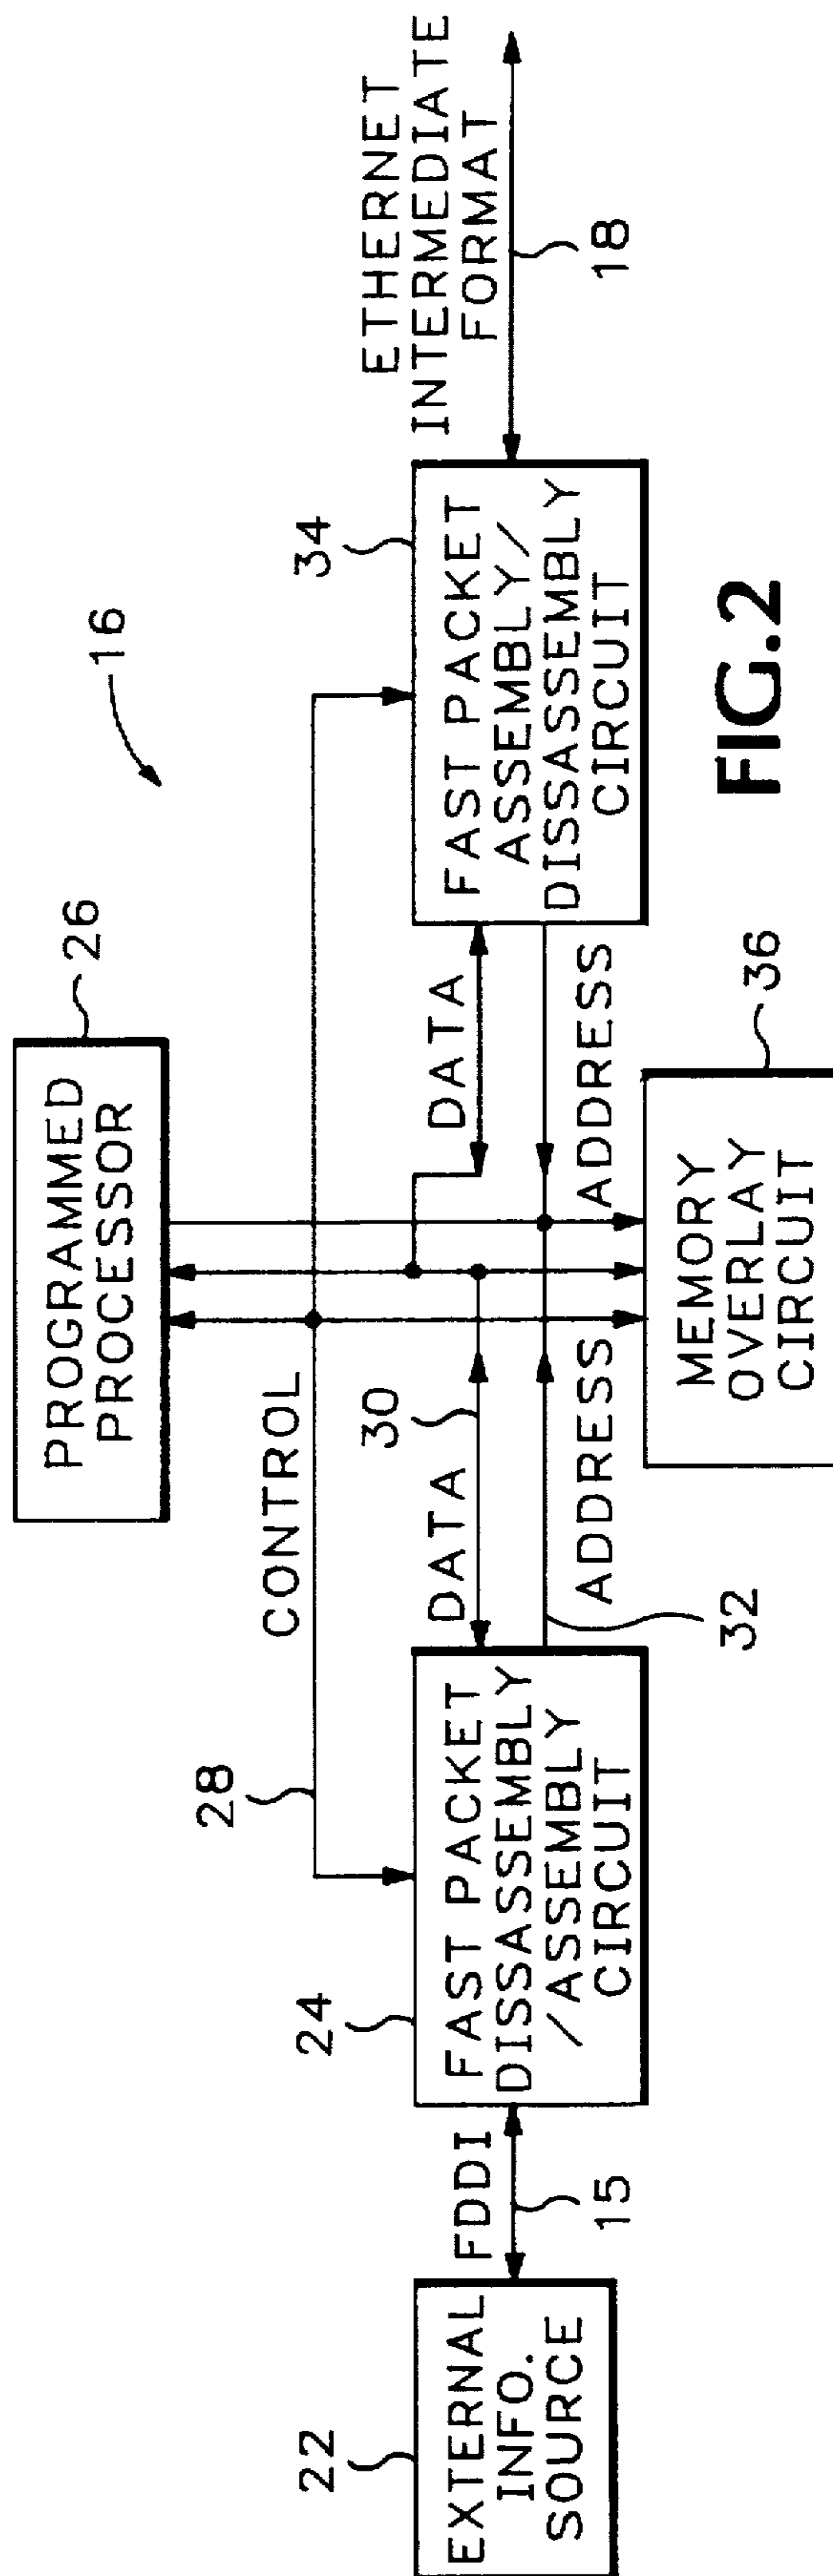 16
26
PROGRAMMED
PROCESSOR
CONTROL
28
ETHERNET
INTERMEDIATE
FORMAT
18
22
EXTERNAL
INFO.
SOURCE
FDDI
15
24
FAST PACKET
DISSASSEMBLY
/ASSEMBLY
CIRCUIT
DATA
30
ADDRESS
32
DATA
ADDRESS
34
FAST PACKET
ASSEMBLY/
DISSASSEMBLY
CIRCUIT
MEMORY
OVERLAY
CIRCUIT
36
FIG.2